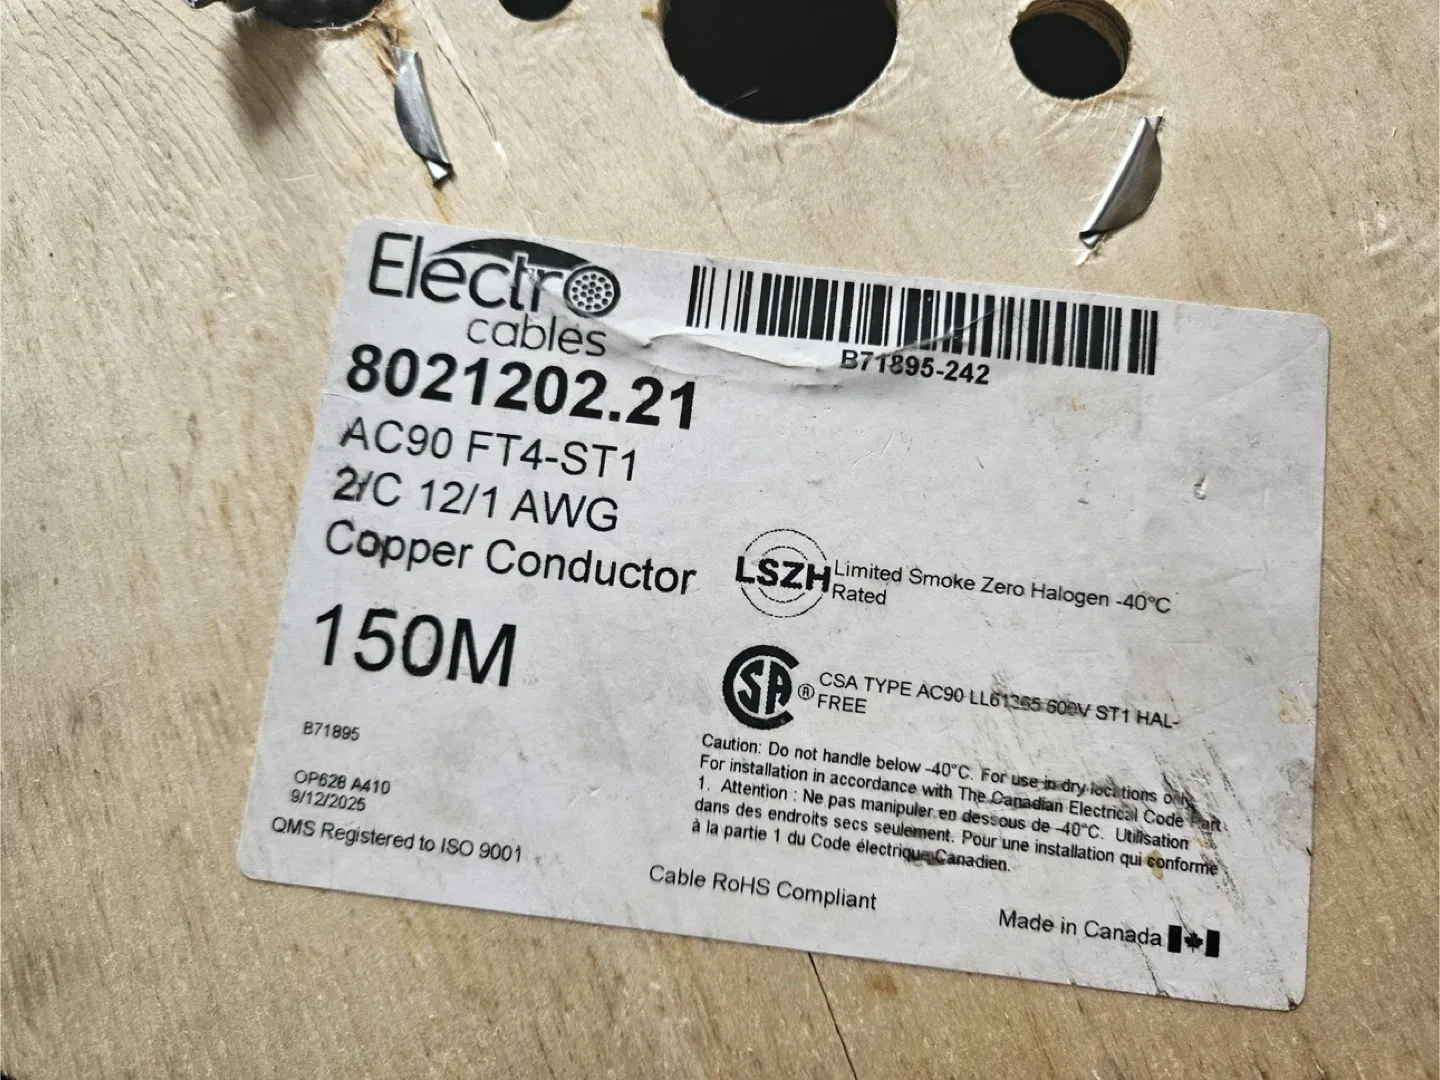 Electro
cables
B71895-242
8021202.21
AC90 FT4-ST1
2/C 12/1 AWG
Copper Conductor
150M
LSZH Limited Smoke Zero Halogen -40°C
Rated
CSA TYPE AC90 LL61365 600V ST1 HAL-
FREE
SA ®
B71895
OP628 A410
9/12/2025
QMS Registered to ISO 9001
Caution: Do not handle below -40°C. For use in dry locations only.
For installation in accordance with The Canadian Electrical Code Part
1. Attention : Ne pas manipuler en dessous de -40°C. Utilisation
dans des endroits secs seulement. Pour une installation qui conforme
à la partie 1 du Code électrique Canadien.
Cable RoHS Compliant
Made in Canada